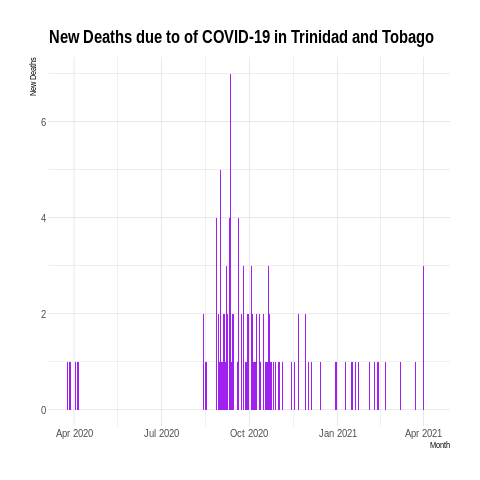 New Deaths due to of COVID-19 in Trinidad and Tobago
New Deaths
6
4
2
0
Apr 2020 Jul 2020 Oct 2020 Jan 2021 Apr 2021
Month